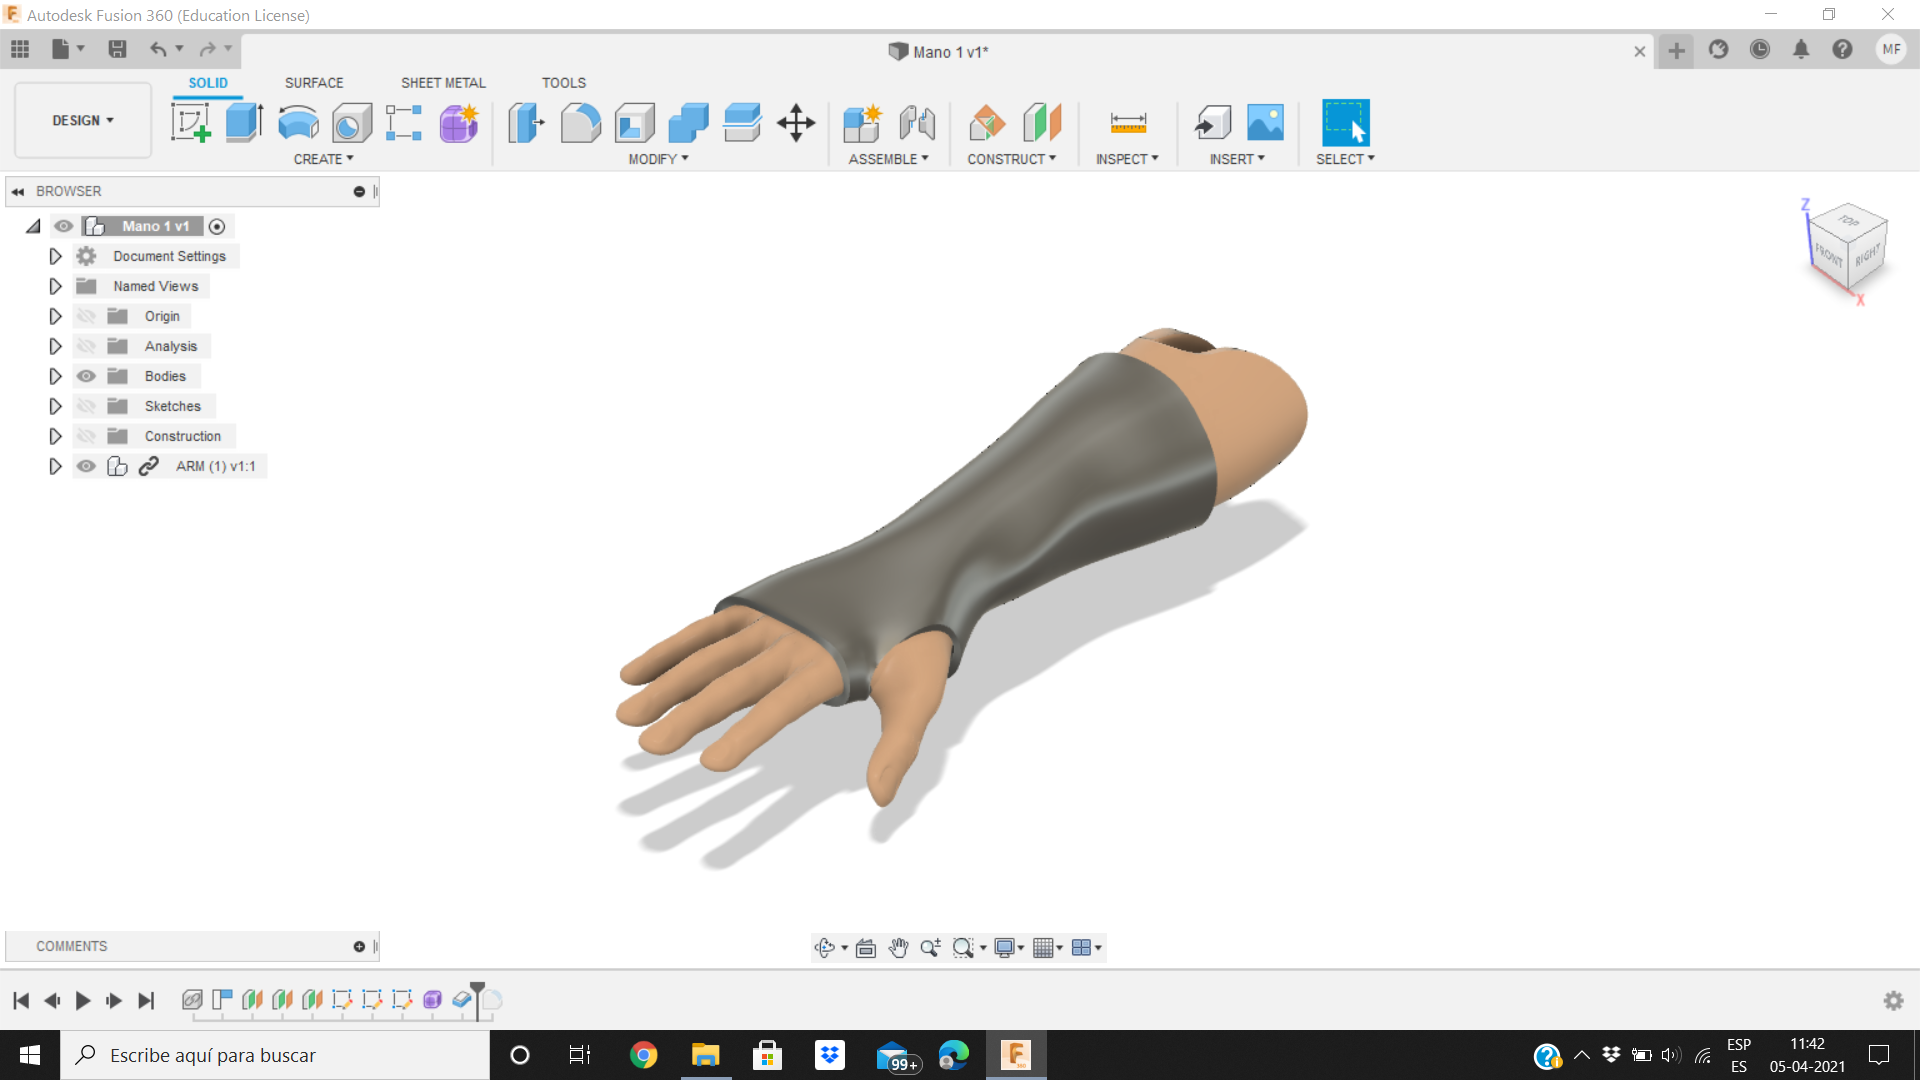 Autodesk Fusion 360 (Education License)
Mano 1 v1*
MF
DESIGN
SOLID
SURFACE
SHEET METAL
TOOLS
CREATE
MODIFY
ASSEMBLE
CONSTRUCT
INSPECT
INSERT
SELECT
BROWSER
Mano 1 v1
Document Settings
Named Views
Origin
Analysis
Bodies
Sketches
Construction
ARM (1) v1:1
Z
TOP
FRONT
RIGHT
X
COMMENTS
Escribe aquí para buscar
99+
F
360
ESP
ES
11:42
05-04-2021